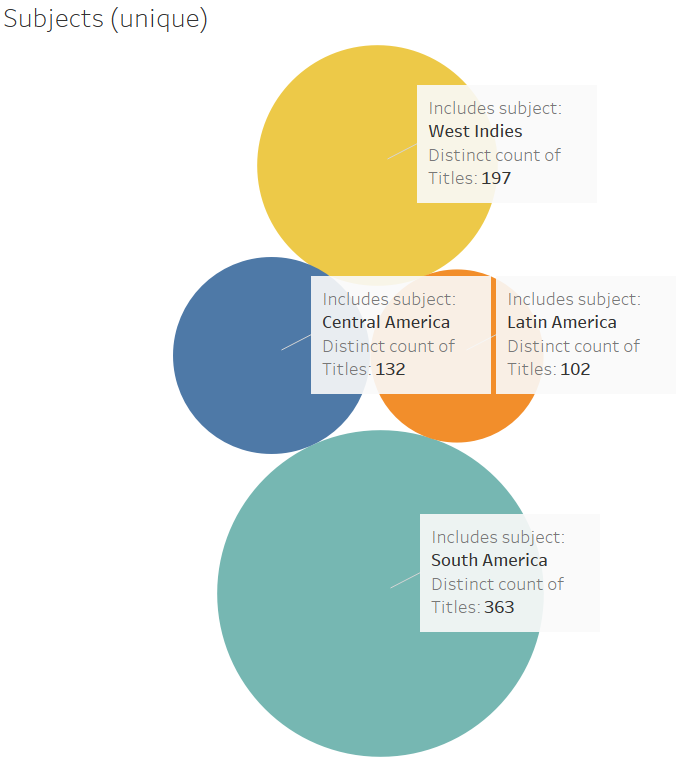 Subjects (unique)
Includes subject:
West Indies
Distinct count of
Titles: 197
Includes subject:
Central America
Distinct count of
Titles: 132
Includes subject:
Latin America
Distinct count of
Titles: 102
Includes subject:
South America
Distinct count of
Titles: 363